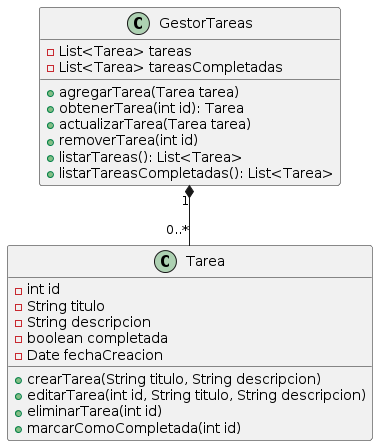 C GestorTareas
List<Tarea> tareas
List<Tarea> tareasCompletadas
agregarTarea(Tarea tarea)
obtenerTarea(int id): Tarea
actualizarTarea(Tarea tarea)
removerTarea(int id)
listarTareas(): List<Tarea>
listarTareasCompletadas(): List<Tarea>
1
0..*
C Tarea
int id
String titulo
String descripcion
boolean completada
Date fechaCreacion
crearTarea(String titulo, String descripcion)
editarTarea(int id, String titulo, String descripcion)
eliminarTarea(int id)
marcarComoCompletada(int id)